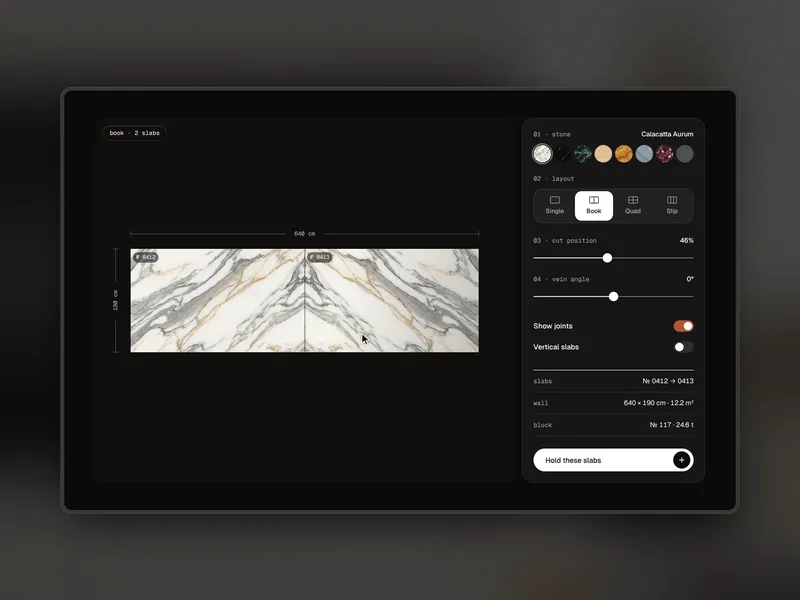 book · 2 slabs
640 cm
190 cm
№ 0412
№ 0413
01 · stone
Calacatta Aurum
02 · layout
Single
Book
Quad
Slip
03 · cut position
46%
04 · vein angle
0°
Show joints
Vertical slabs
slabs
№ 0412 → 0413
wall
640 × 190 cm · 12.2 m²
block
№ 117 · 24.6 t
Hold these slabs